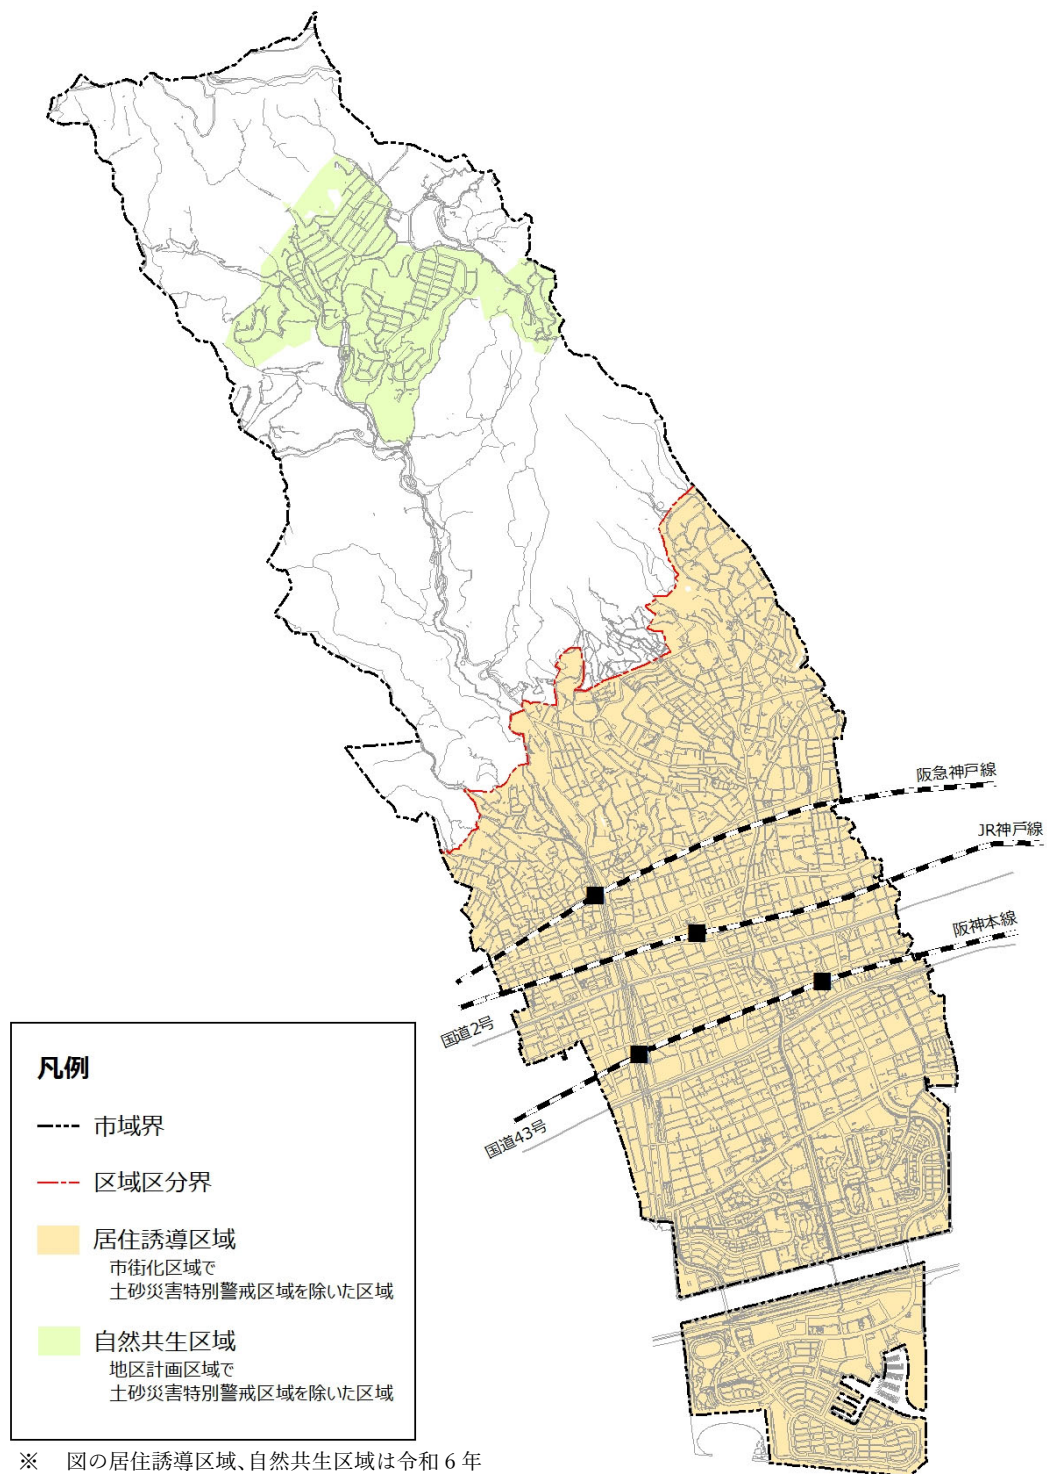 阪急神戸線
JR神戸線
阪神本線
国道2号
国道43号
凡例
市域界
区域区分界
居住誘導区域
市街化区域で
土砂災害特別警戒区域を除いた区域
自然共生区域
地区計画区域で
土砂災害特別警戒区域を除いた区域
※ 図の居住誘導区域、自然共生区域は令和6年